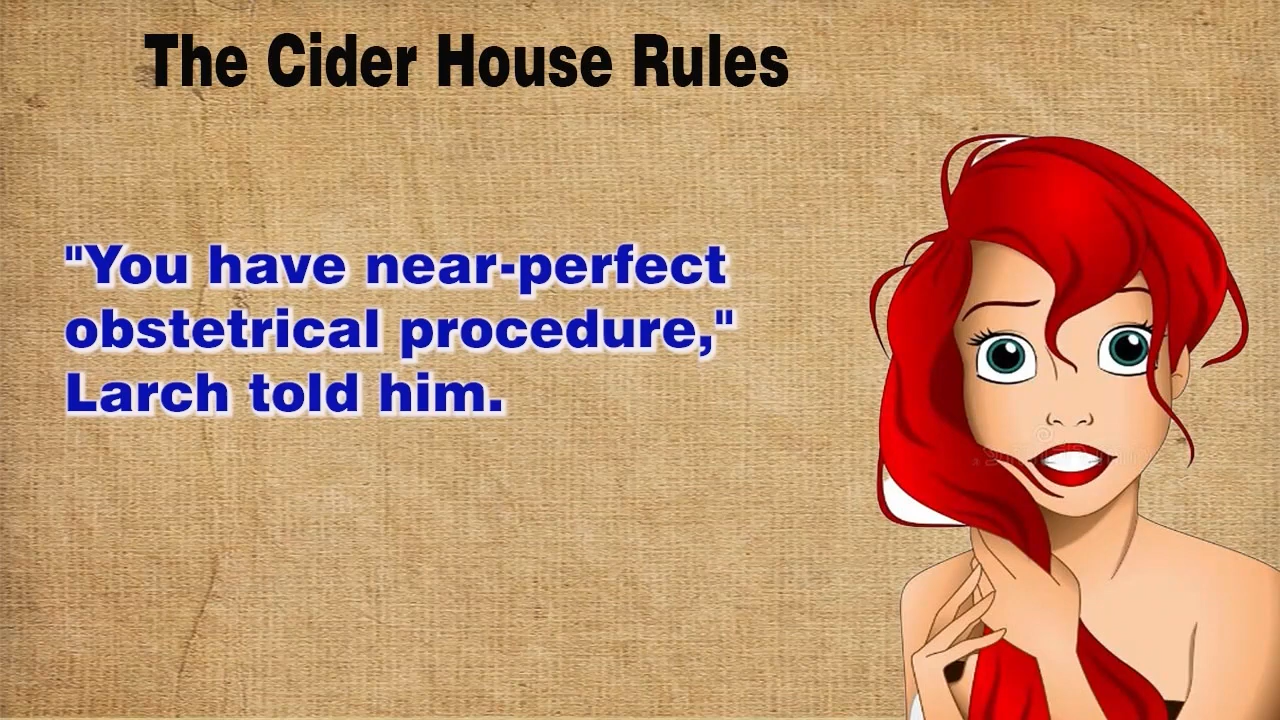 The Cider House Rules
"You have near-perfect
obstetrical procedure,"
Larch told him.